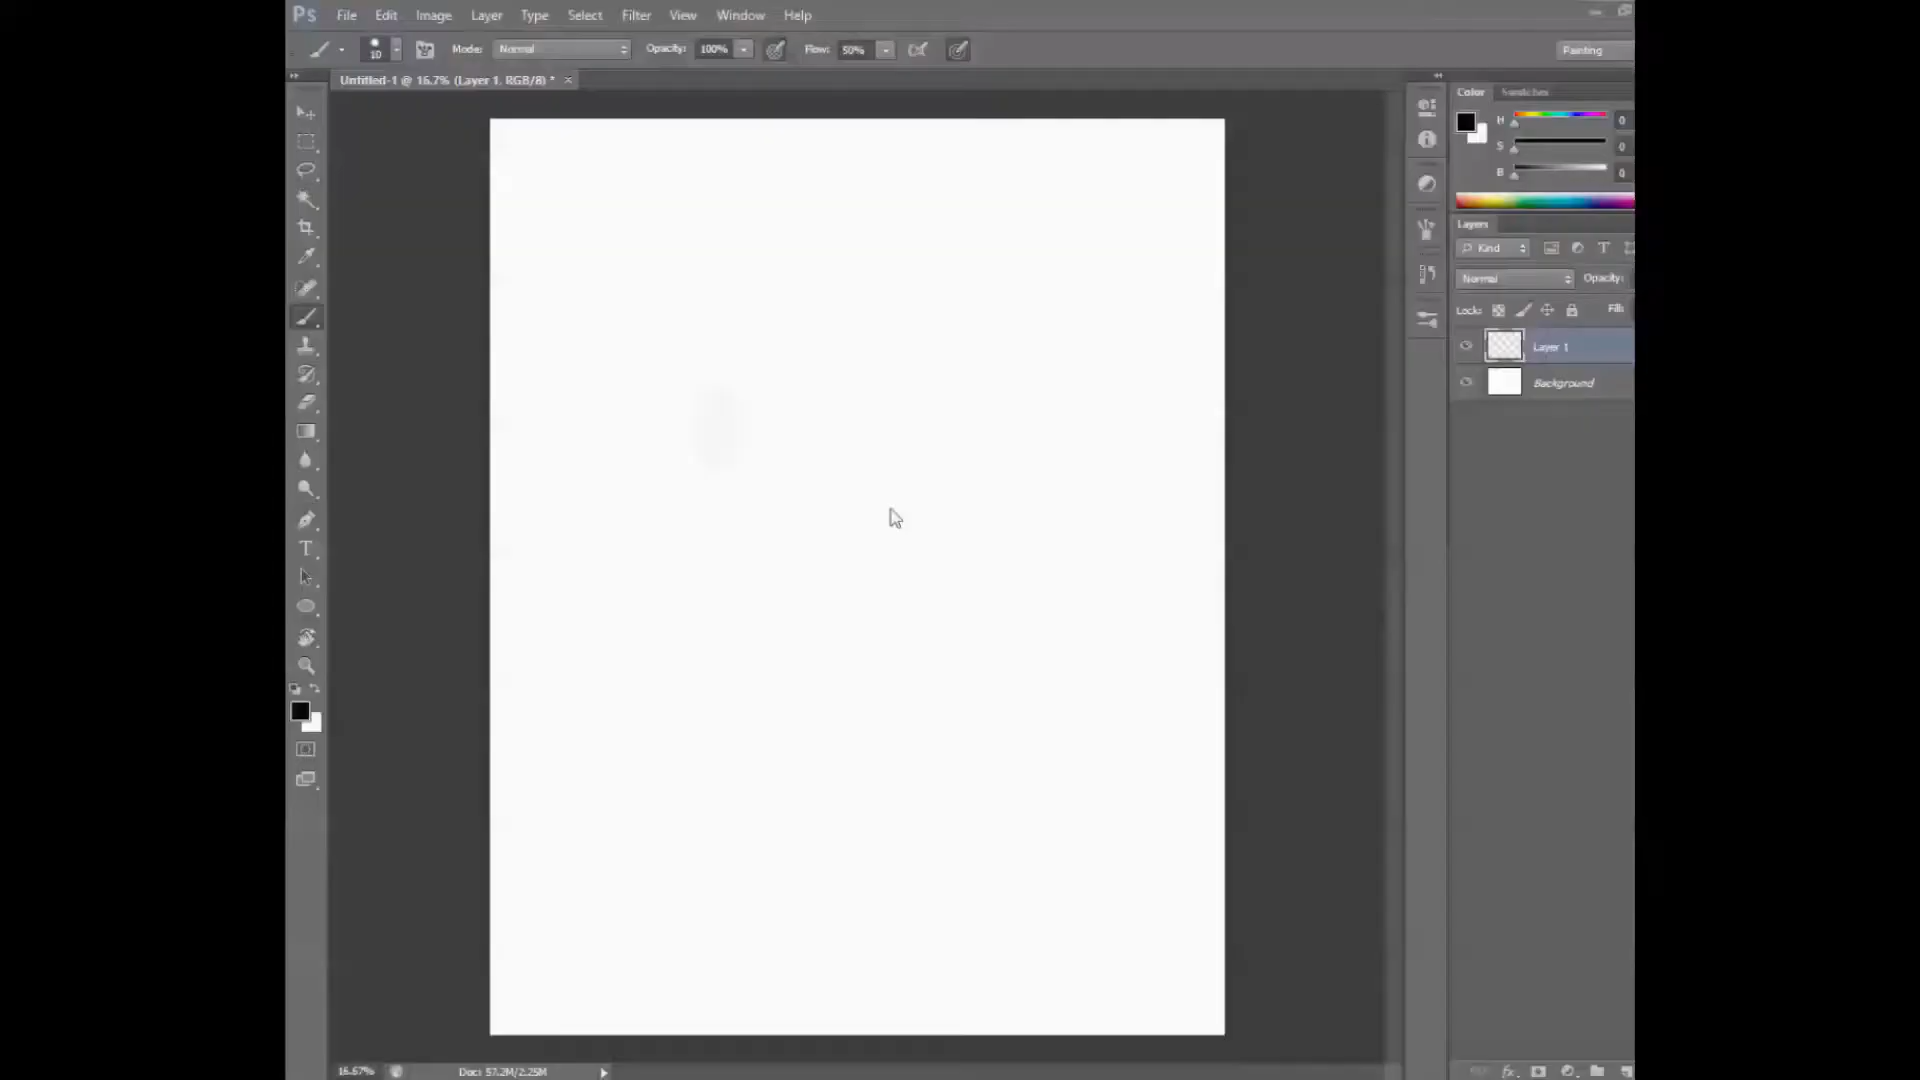 Ps File Edit Image Layer Type Select Filter View Window Help
10 Mode: Normal Opacity: 100% Flow: 50% Painting
Untitled-1 @ 16.7% (Layer 1, RGB/8) * ×
Color Swatches
H 0
S 0
B 0
Layers
Kind T
Normal Opacity:
Lock: Fill:
Layer 1
Background
T
16.67% Doc: 57.2M/2.25M
fx